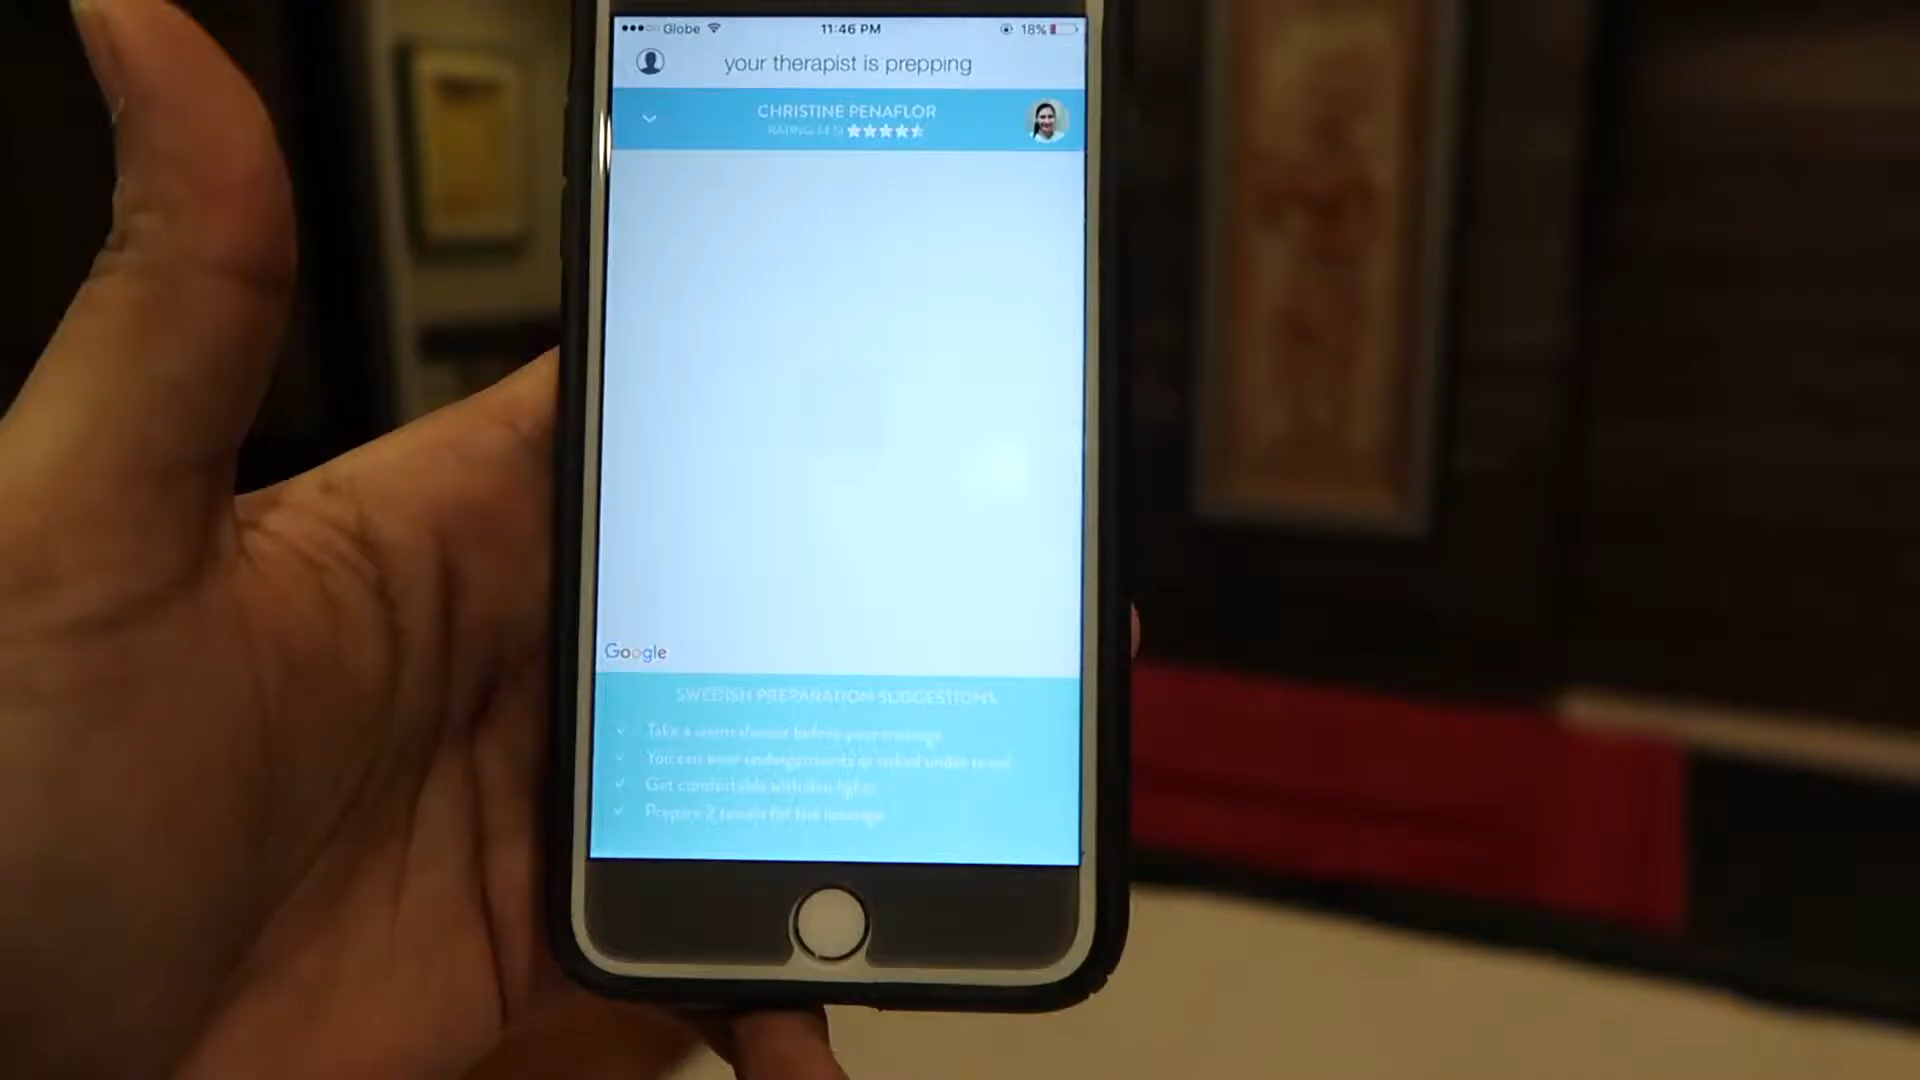 Globe 11:46 PM 18%
your therapist is prepping
CHRISTINE PENAFLOR
RATING (4.5)
Google
SWEDISH PREPARATION SUGGESTIONS
Take a warm shower before your massage
You can wear undergarments or naked under towel
Get comfortable with dim lights
Prepare 2 towels for the massage